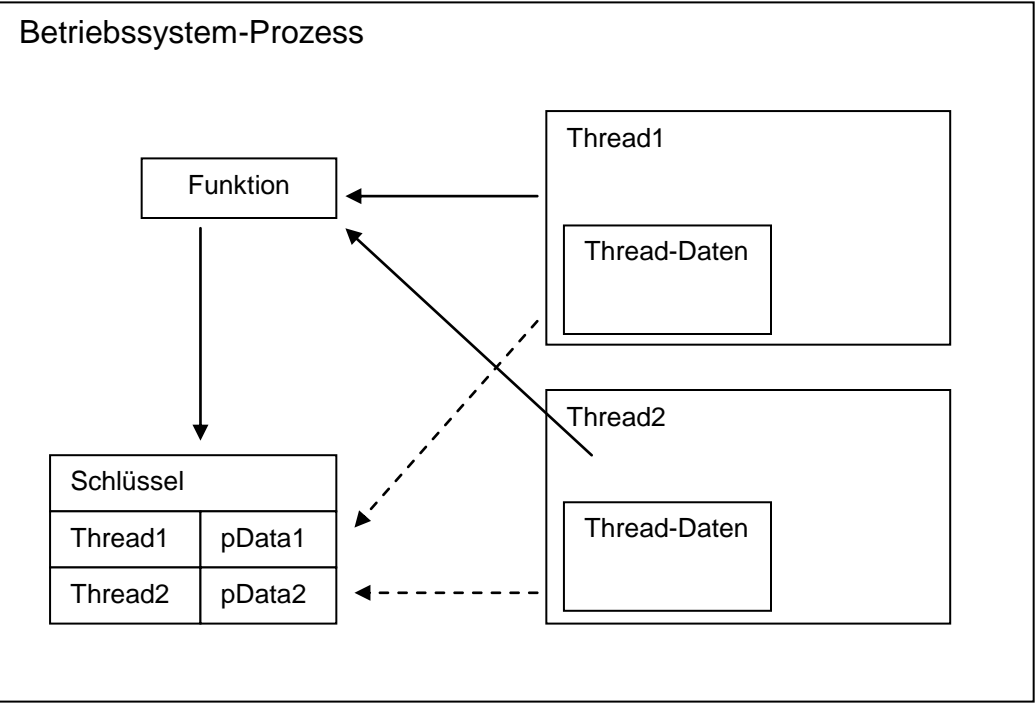 Betriebssystem-Prozess
Thread1
Funktion
Thread-Daten
Thread2
Schlüssel
Thread1 pData1
Thread-Daten
Thread2 pData2